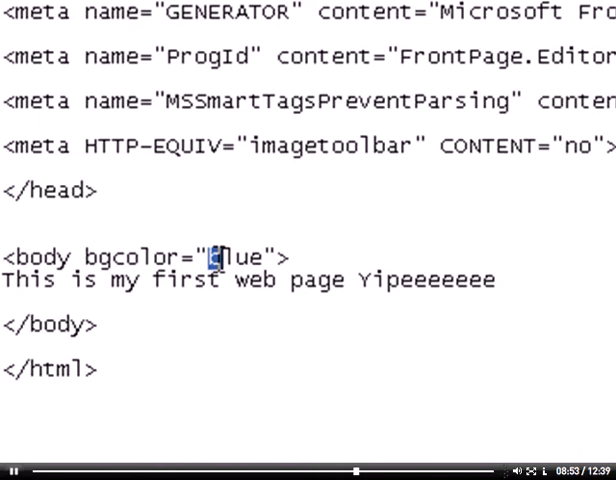 <meta name="GENERATOR" content="Microsoft Fro
<meta name="ProgId" content="FrontPage.Editor
<meta name="MSSmartTagsPreventParsing" conten
<meta HTTP-EQUIV="imagetoolbar" CONTENT="no">
</head>
<body bgcolor="blue">
This is my first web page Yipeeeeeee
</body>
</html>
08:53 / 12:39